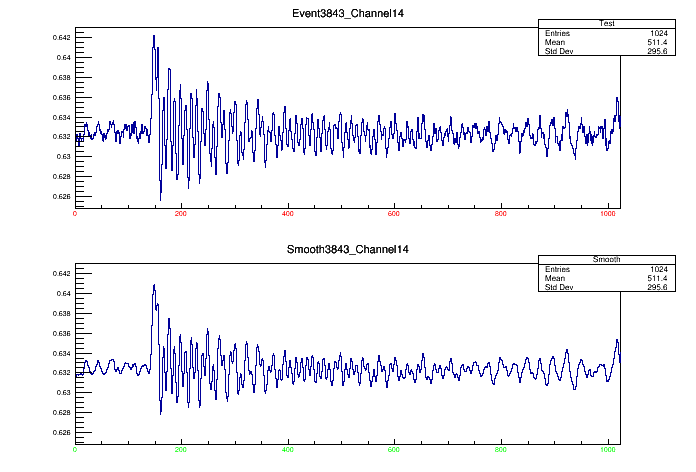 Event3843_Channel14
Test
Entries 1024
Mean 511.4
Std Dev 295.6
0.642
0.64
0.638
0.636
0.634
0.632
0.63
0.628
0.626
0 200 400 600 800 1000
Smooth3843_Channel14
Smooth
Entries 1024
Mean 511.4
Std Dev 295.6
0.642
0.64
0.638
0.636
0.634
0.632
0.63
0.628
0.626
0 200 400 600 800 1000